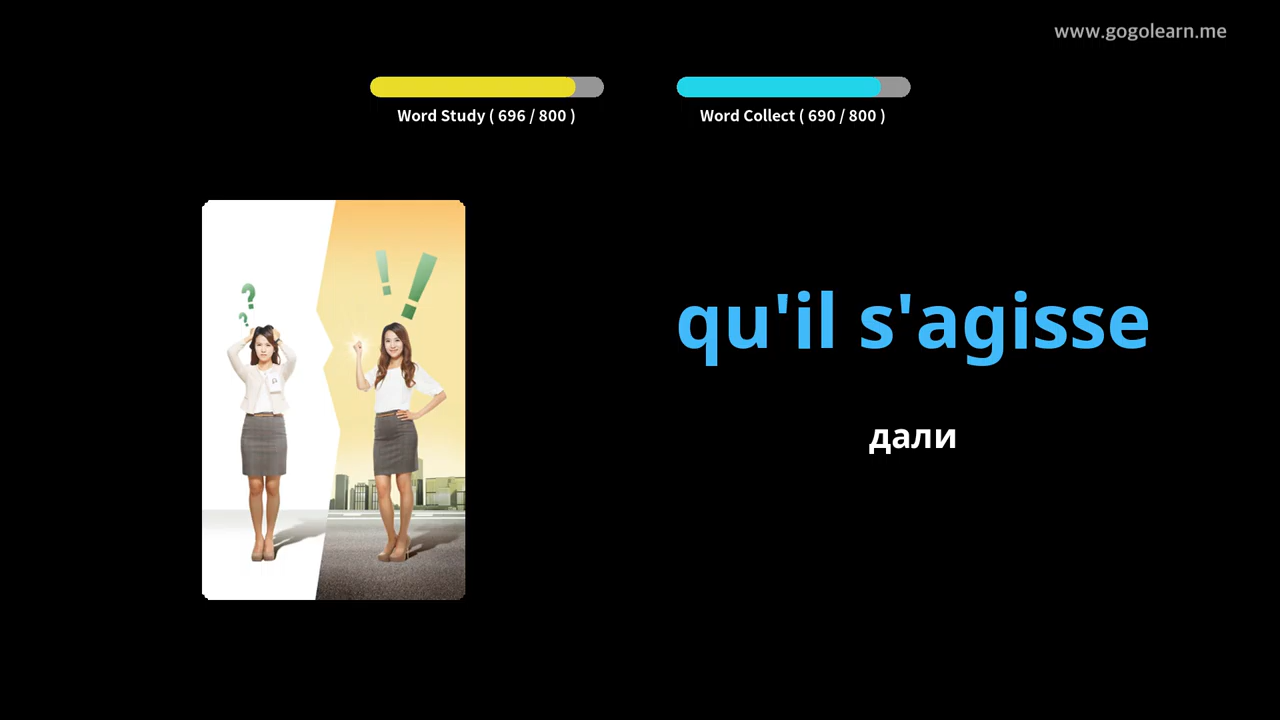 www.gogolearn.me
Word Study ( 696 / 800 )
Word Collect ( 690 / 800 )
qu'il s'agisse
дали